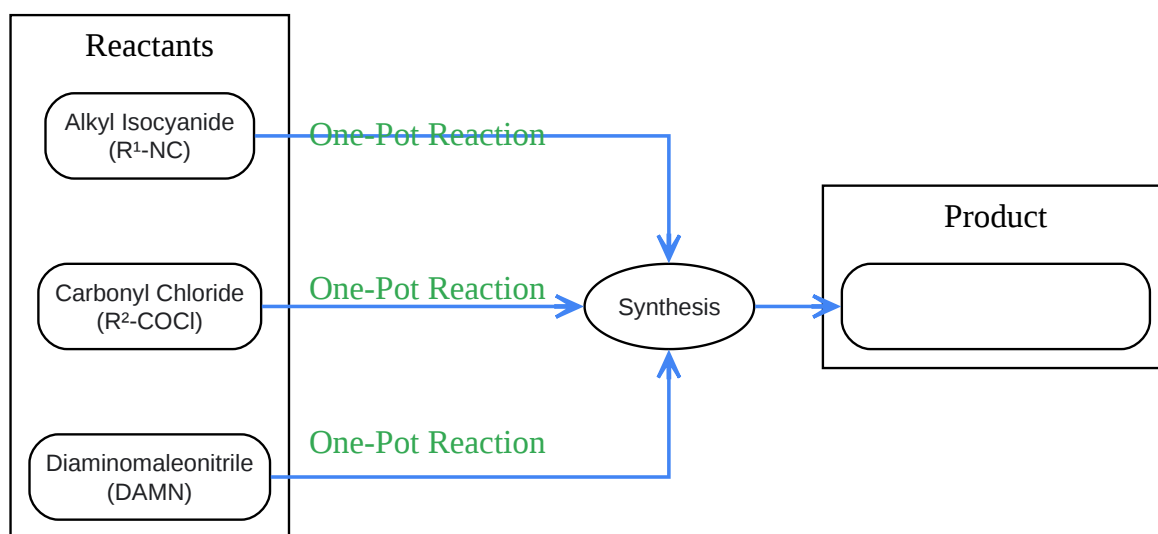 Reactants
Alkyl Isocyanide
(R¹-NC)
One-Pot Reaction
Carbonyl Chloride
(R²-COCl)
One-Pot Reaction
Synthesis
Product
Diaminomaleonitrile
(DAMN)
One-Pot Reaction